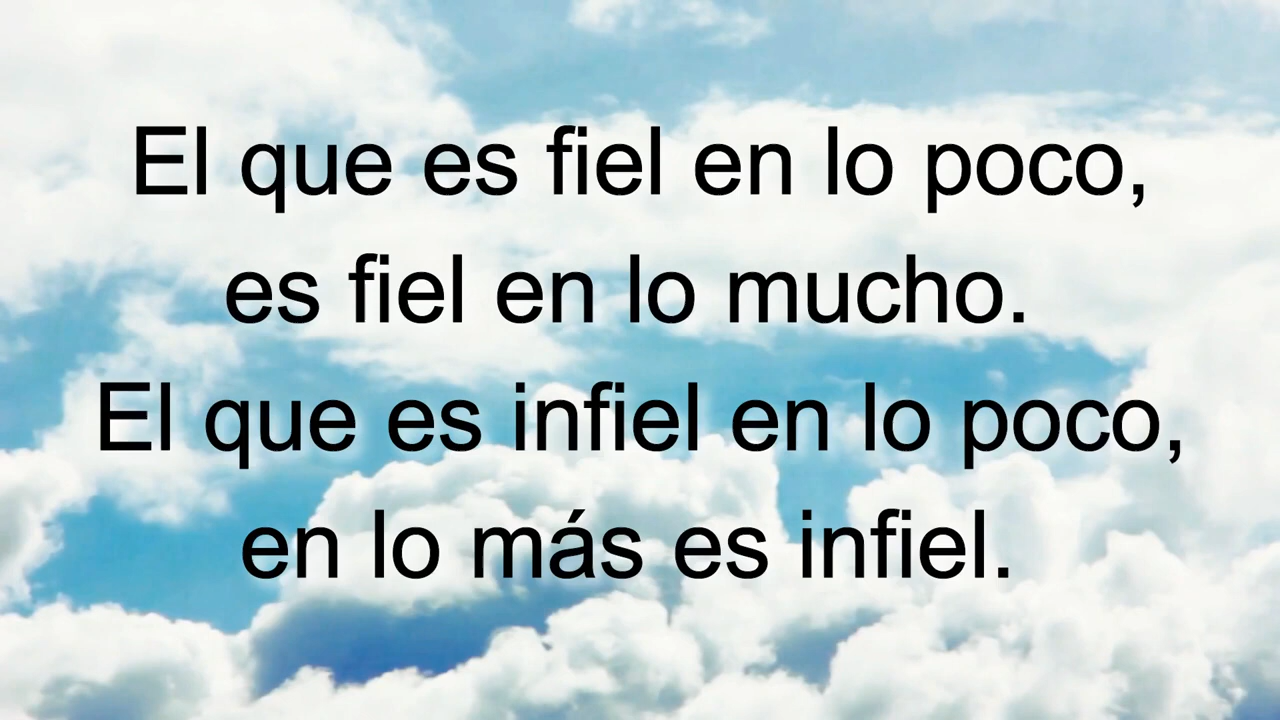 El que es fiel en lo poco,
es fiel en lo mucho.
El que es infiel en lo poco,
en lo más es infiel.